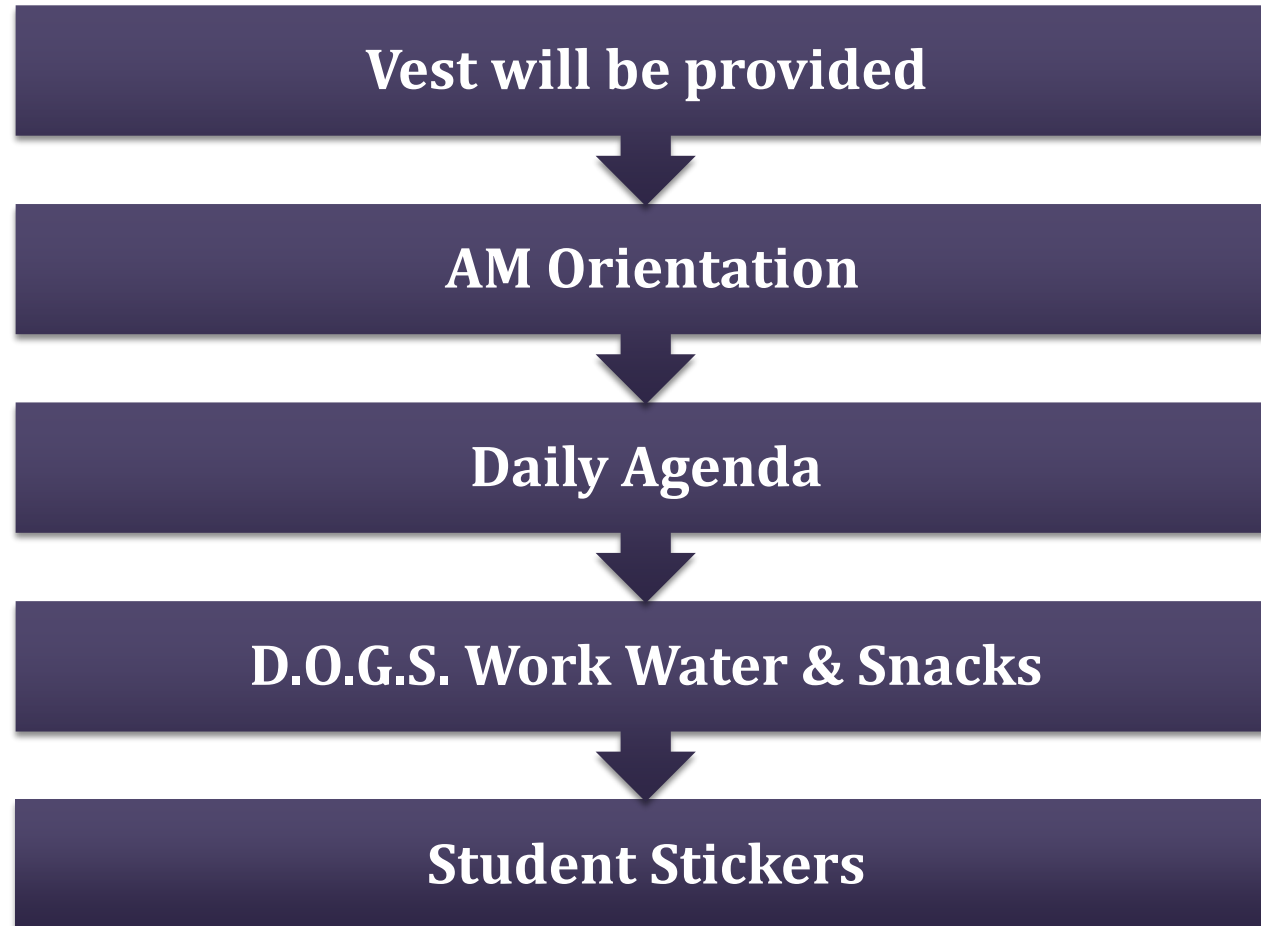 Vest will be provided
AM Orientation
Daily Agenda
D.O.G.S. Work Water & Snacks
Student Stickers